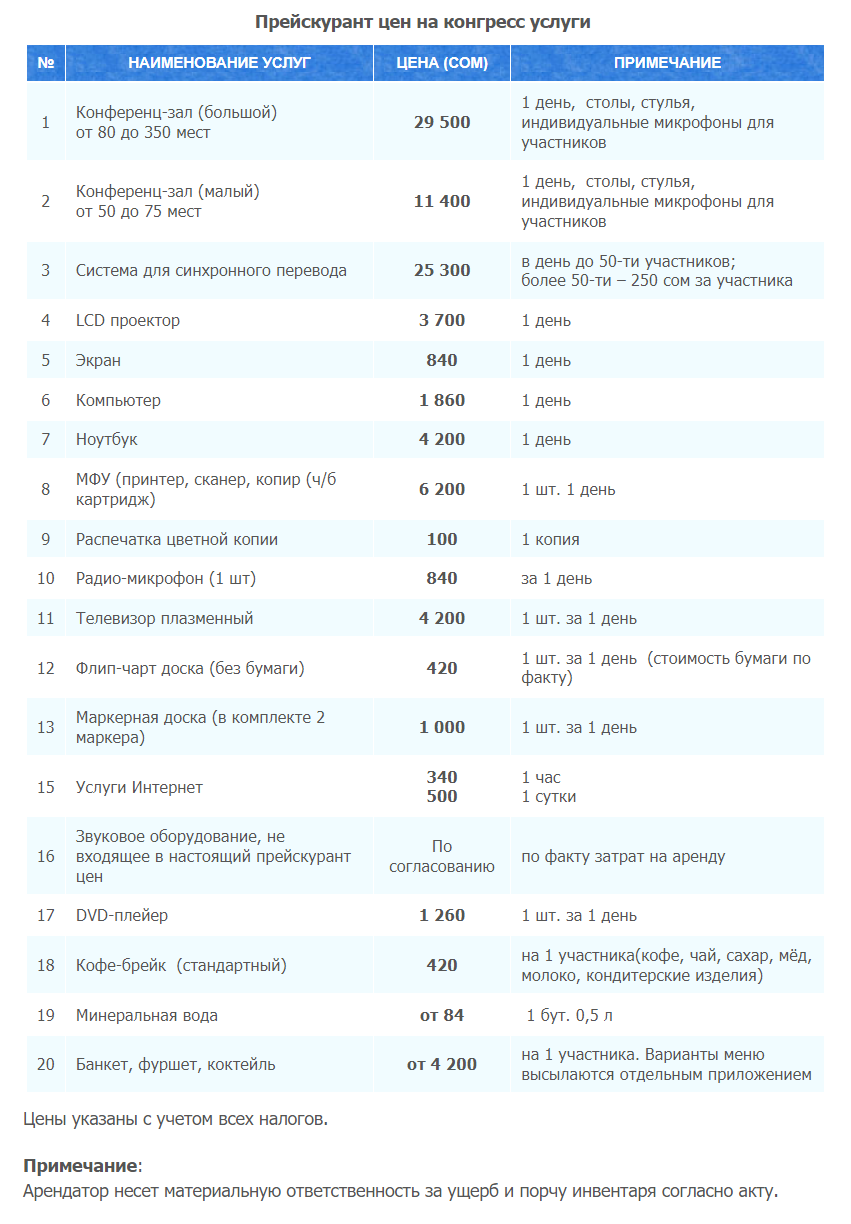 Прейскурант цен на конгресс услуги
№ НАИМЕНОВАНИЕ УСЛУГ ЦЕНА (СОМ) ПРИМЕЧАНИЕ
1 Конференц-зал (большой) от 80 до 350 мест 29 500 1 день, столы, стулья, индивидуальные микрофоны для участников
2 Конференц-зал (малый) от 50 до 75 мест 11 400 1 день, столы, стулья, индивидуальные микрофоны для участников
3 Система для синхронного перевода 25 300 в день до 50-ти участников; более 50-ти – 250 сом за участника
4 LCD проектор 3 700 1 день
5 Экран 840 1 день
6 Компьютер 1 860 1 день
7 Ноутбук 4 200 1 день
8 МФУ (принтер, сканер, копир (ч/б картридж) 6 200 1 шт. 1 день
9 Распечатка цветной копии 100 1 копия
10 Радио-микрофон (1 шт) 840 за 1 день
11 Телевизор плазменный 4 200 1 шт. за 1 день
12 Флип-чарт доска (без бумаги) 420 1 шт. за 1 день (стоимость бумаги по факту)
13 Маркерная доска (в комплекте 2 маркера) 1 000 1 шт. за 1 день
15 Услуги Интернет 340 1 час
500 1 сутки
16 Звуковое оборудование, не входящее в настоящий прейскурант цен По согласованию по факту затрат на аренду
17 DVD-плейер 1 260 1 шт. за 1 день
18 Кофе-брейк (стандартный) 420 на 1 участника(кофе, чай, сахар, мёд, молоко, кондитерские изделия)
19 Минеральная вода от 84 1 бут. 0,5 л
20 Банкет, фуршет, коктейль от 4 200 на 1 участника. Варианты меню высылаются отдельным приложением
Цены указаны с учетом всех налогов.
Примечание:
Арендатор несет материальную ответственность за ущерб и порчу инвентаря согласно акту.